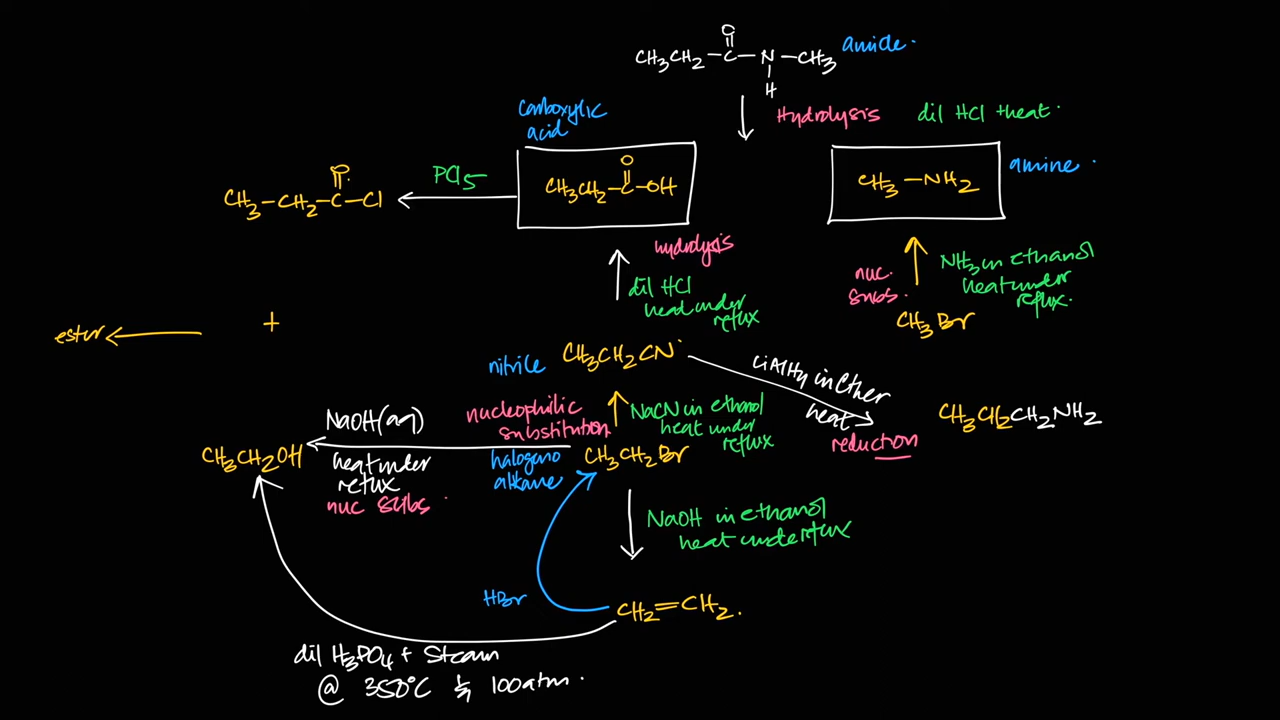 O
CH3CH2 – C – N – CH3 amide.
H
Hydrolysis dil HCl + heat.
carboxylic
acid
O
CH3CH2 – C – OH
CH3 – NH2
amine.
PCl5
O
CH3 – CH2 – C – Cl
hydrolysis
dil HCl
heat under
reflux
nuc.
subs.
NH3 in ethanol
heat under
reflux.
CH3Br
ester
+
nitrile
CH3CH2CN
LiAlH4 in Ether
heat
reduction
CH3CH2CH2NH2
nucleophilic
substitution
NaCN in ethanol
heat under
reflux
NaOH(aq)
heat under
reflux
nuc subs.
CH3CH2OH
halogeno
alkane
CH3CH2Br
NaOH in ethanol
heat under reflux
HBr
CH2=CH2.
dil H3PO4 + Steam
@ 350°C & 100atm.